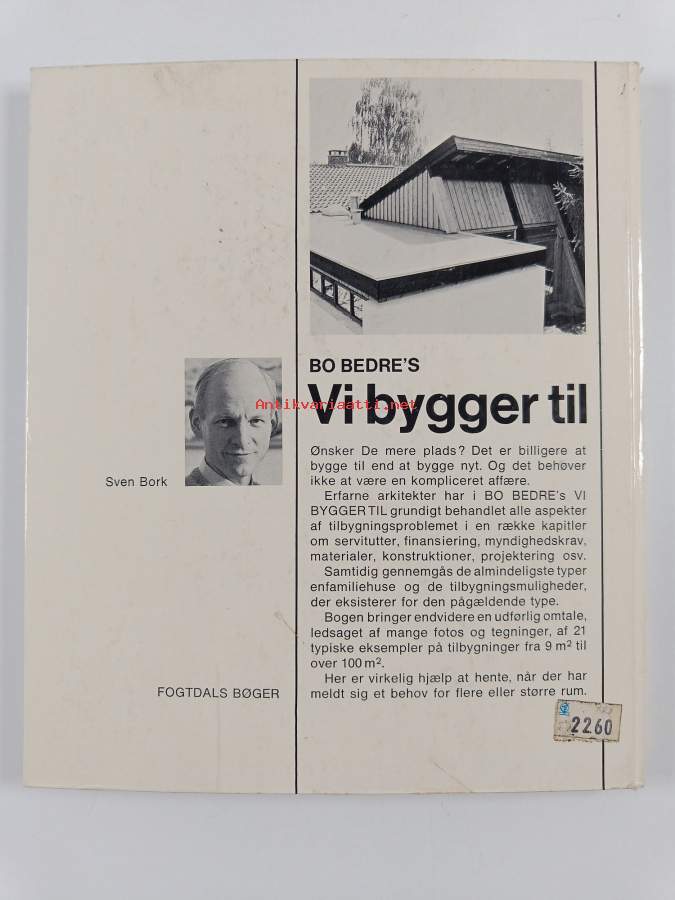 BO BEDRE'S
Vi bygger til
Antikvariaatti.net
Ønsker De mere plads? Det er billigere at
bygge til end at bygge nyt. Og det behøver
ikke at være en kompliceret affære.
Erfarne arkitekter har i BO BEDRE's VI
BYGGER TIL grundigt behandlet alle aspekter
af tilbygningsproblemet i en række kapitler
om servitutter, finansiering, myndighedskrav,
materialer, konstruktioner, projektering osv.
Samtidig gennemgås de almindeligste typer
enfamiliehuse og de tilbygningsmuligheder,
der eksisterer for den pågældende type.
Bogen bringer endvidere en udførlig omtale,
ledsaget af mange fotos og tegninger, af 21
typiske eksempler på tilbygninger fra 9 m² til
over 100 m².
Her er virkelig hjælp at hente, når der har
meldt sig et behov for flere eller større rum.
Sven Bork
FOGTDALS BØGER
2260